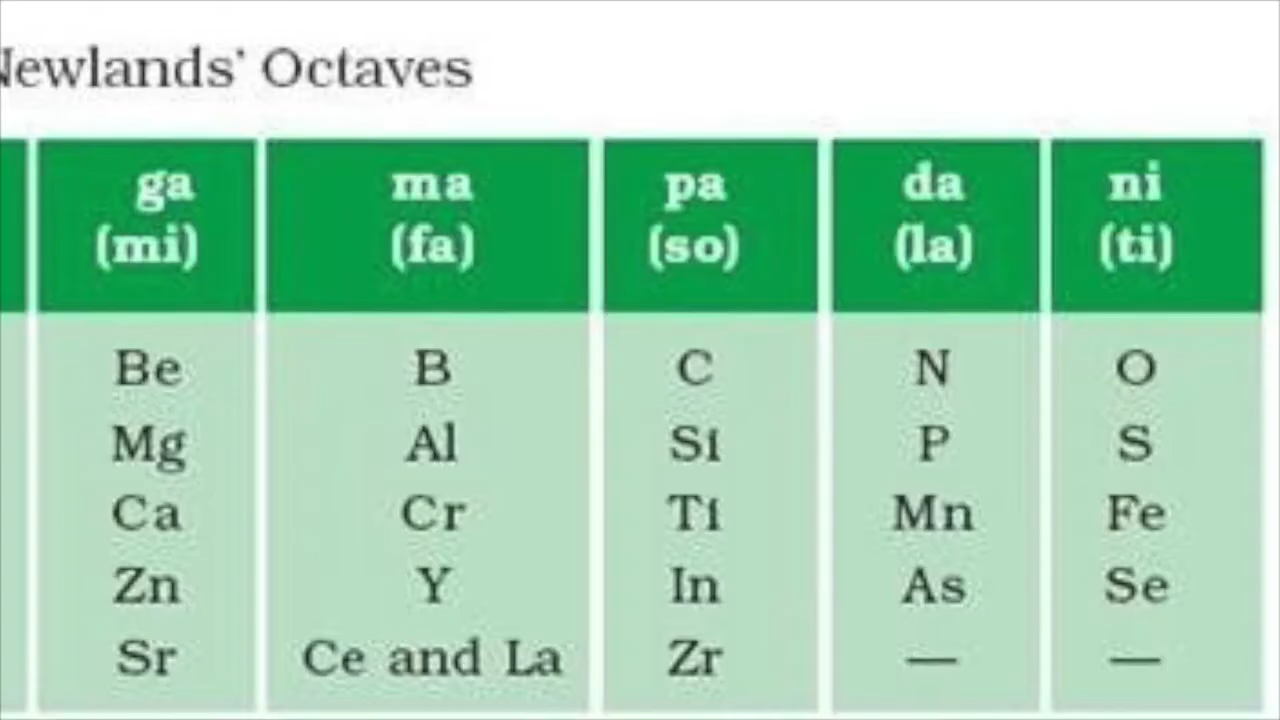 Newlands' Octaves
ga ma pa da ni
(mi) (fa) (so) (la) (ti)
Be B C N O
Mg Al Si P S
Ca Cr Ti Mn Fe
Zn Y In As Se
Sr Ce and La Zr — —